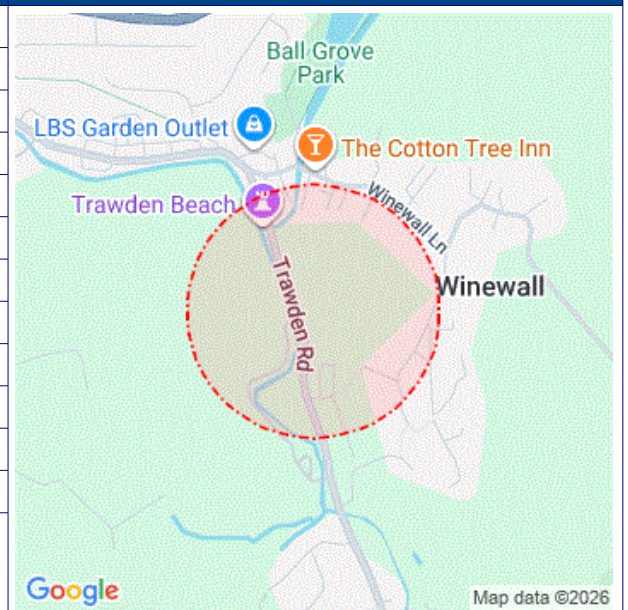 Ball Grove
Park
LBS Garden Outlet
The Cotton Tree Inn
Trawden Beach
Winewall Ln
Winewall
Trawden Rd
Google
Map data ©2026